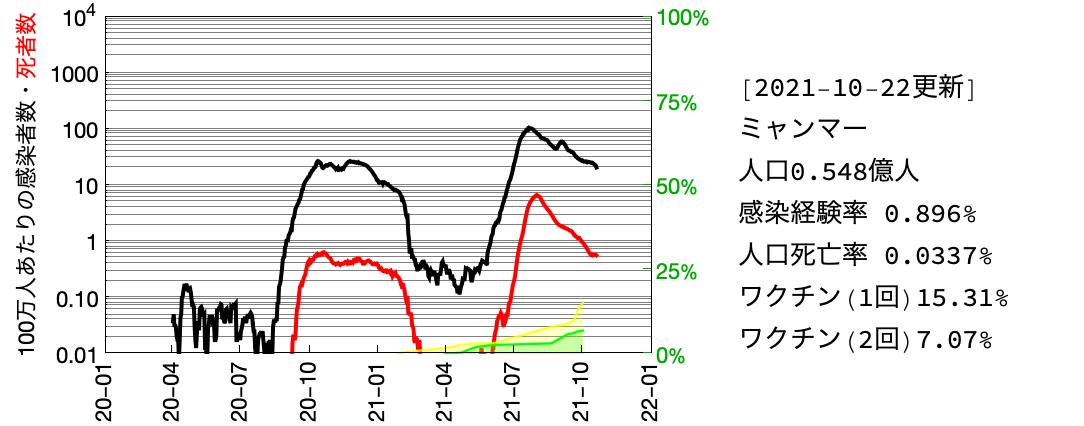 100万人あたりの感染者数・死者数
10^4
1000
100
10
1
0.10
0.01
100%
75%
50%
25%
0%
20-01
20-04
20-07
20-10
21-01
21-04
21-07
21-10
22-01
[2021-10-22更新]
ミャンマー
人口0.548億人
感染経験率 0.896%
人口死亡率 0.0337%
ワクチン(1回)15.31%
ワクチン(2回)7.07%